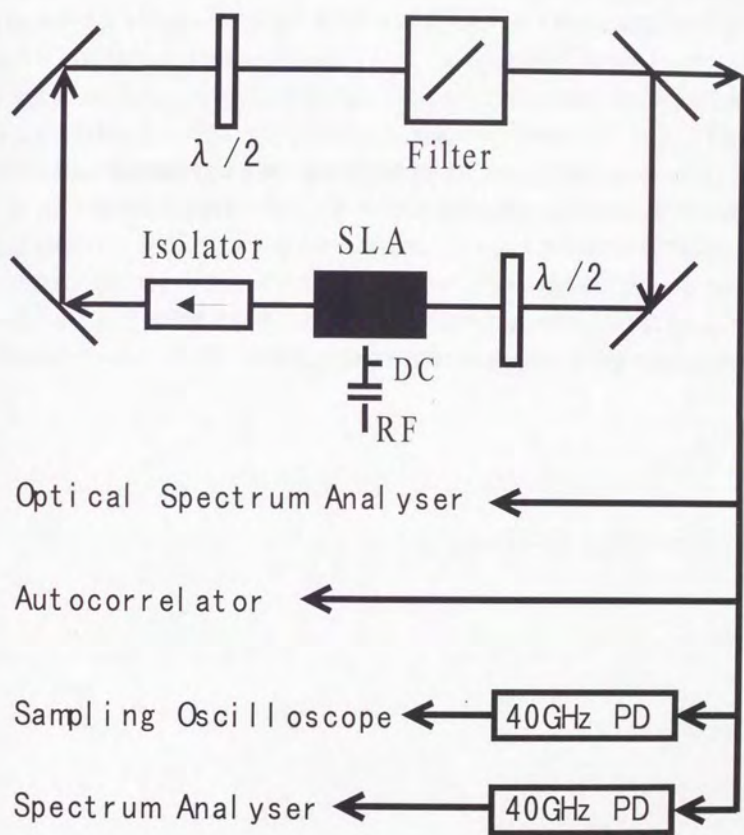 λ/2
Filter
Isolator
SLA
λ/2
DC
RF
Optical Spectrum Analyser
Autocorrelator
Sampling Oscilloscope
40GHz PD
Spectrum Analyser
40GHz PD